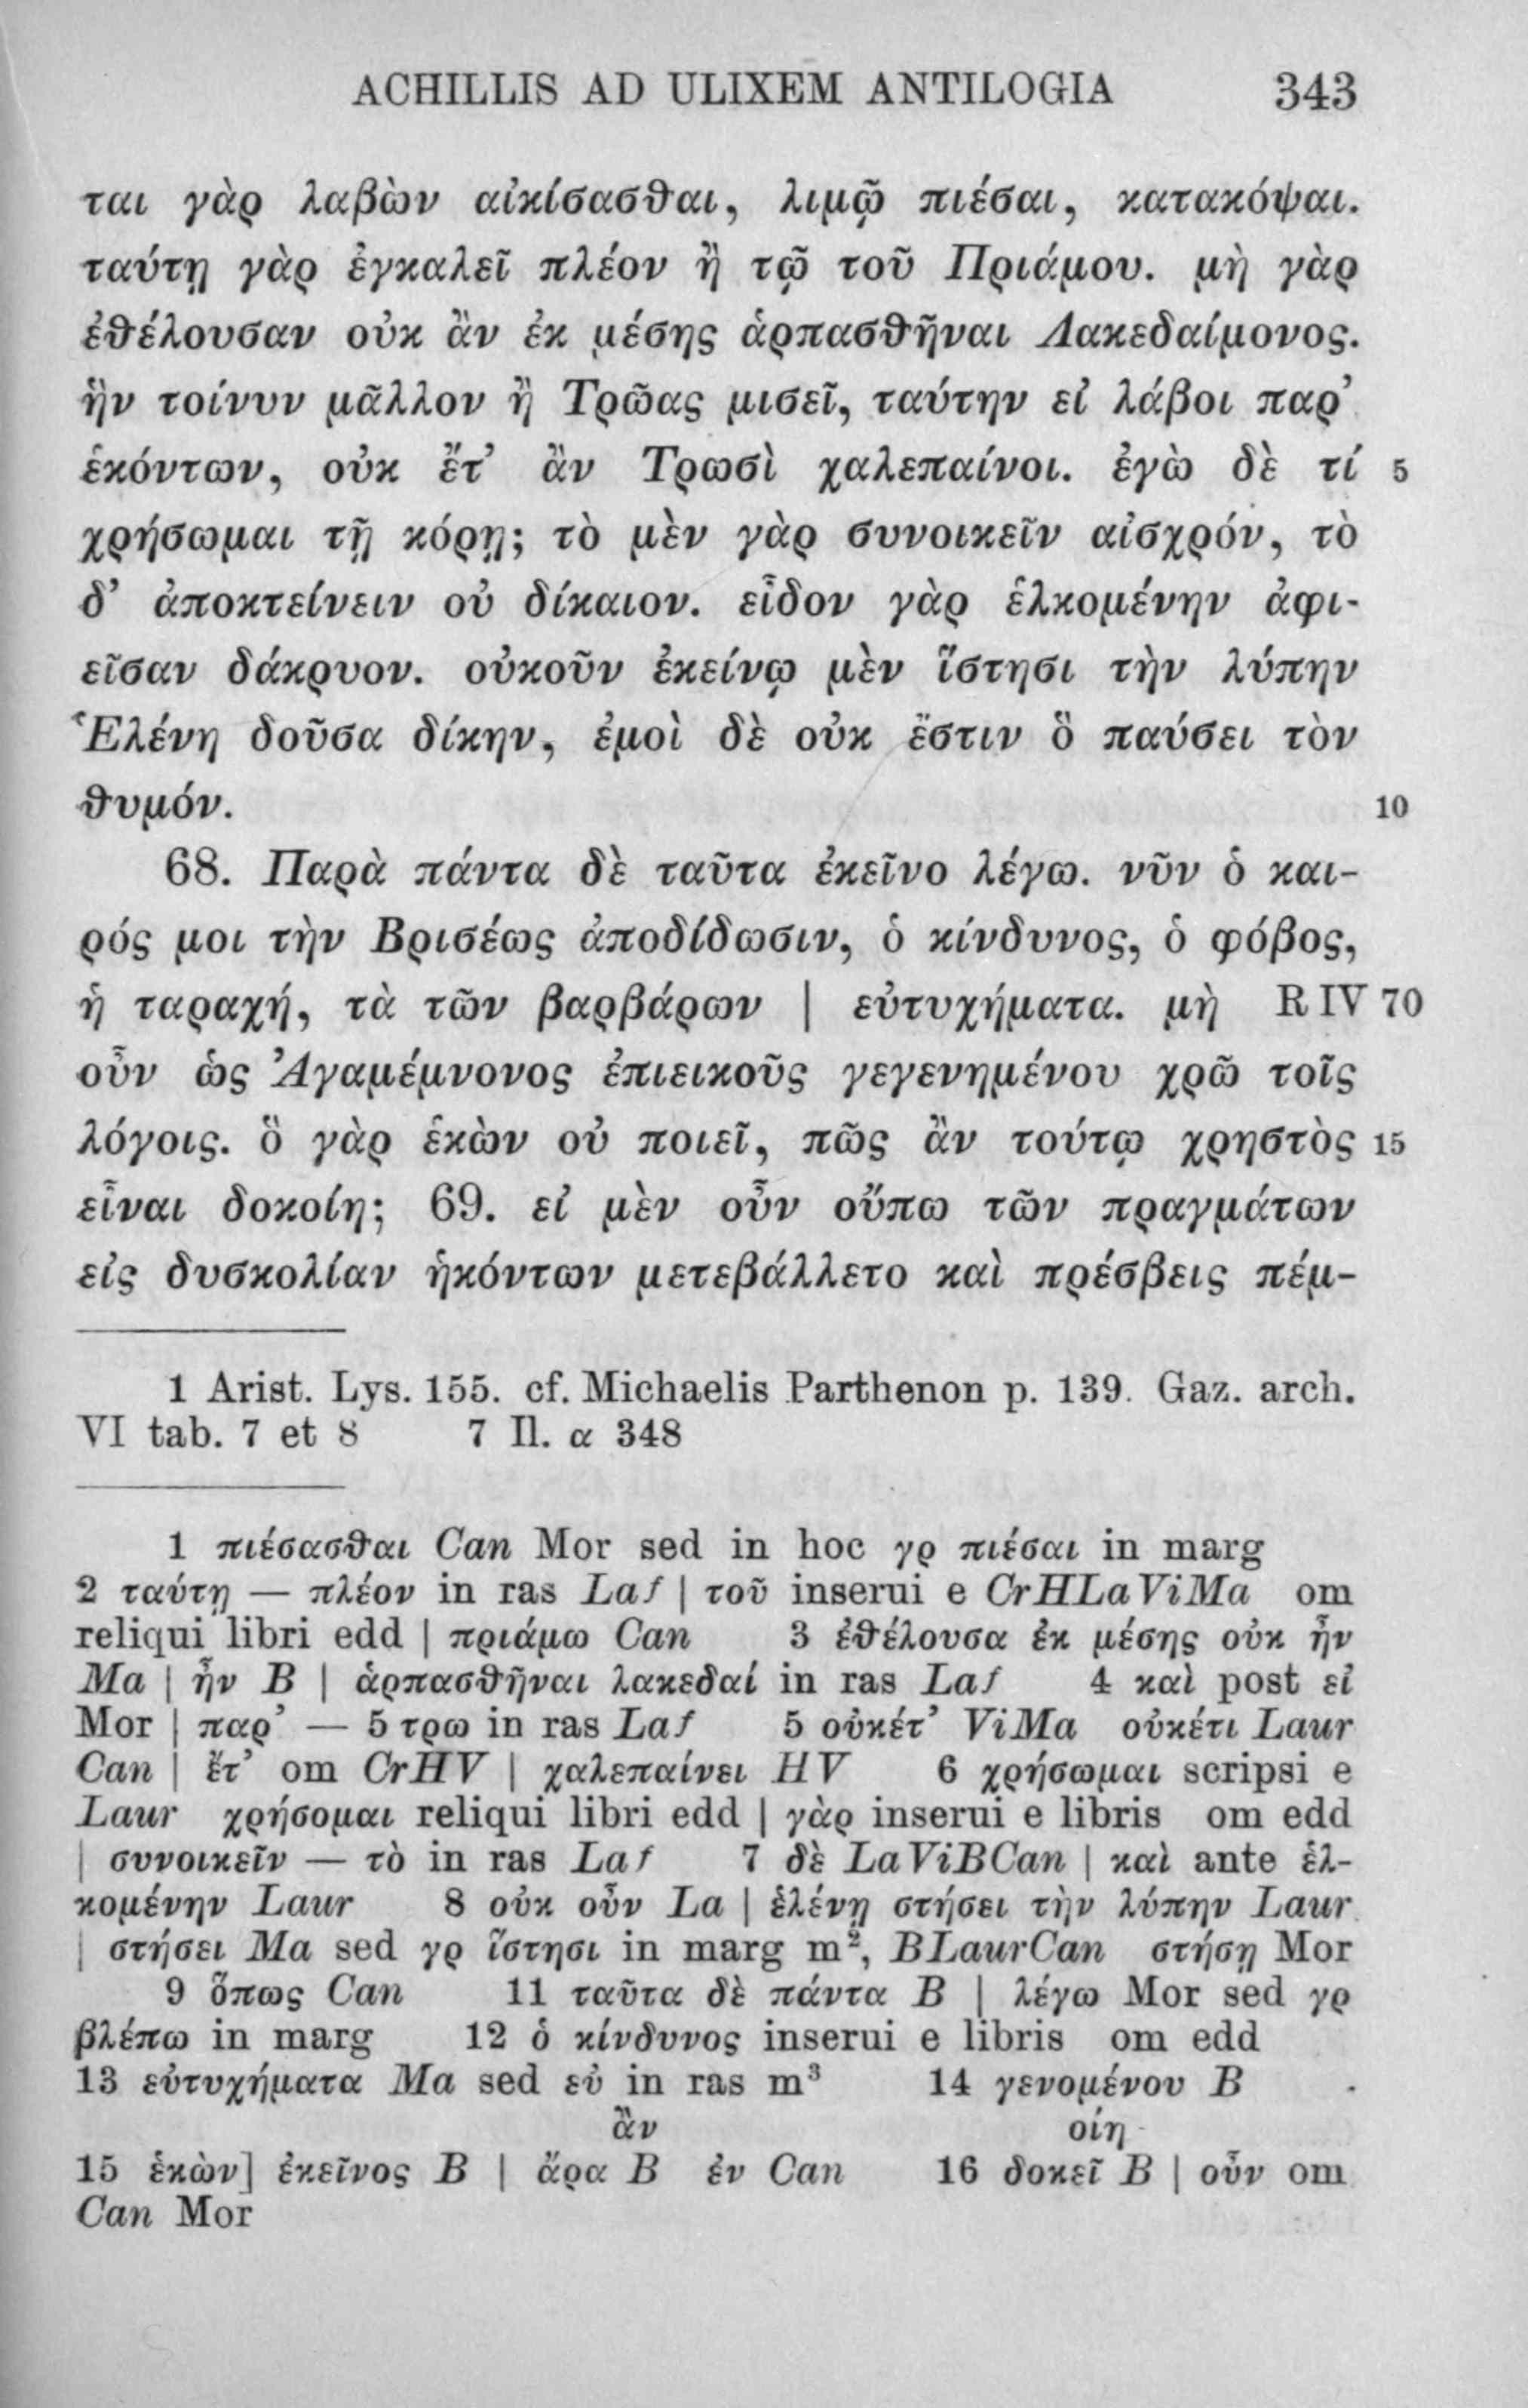 ACHILLIS AD ULIXEM ANTILOGIA 343
ται γὰρ λαβὼν αἰκίσασθαι, λιμῷ πιέσαι, κατακόψαι.
ταύτῃ γὰρ ἐγκαλεῖ πλέον ἢ τῷ τοῦ Πριάμου. μὴ γὰρ
ἐθέλουσαν οὐκ ἂν ἐκ μέσης ἁρπασθῆναι Λακεδαίμονος.
ἣν τοίνυν μᾶλλον ἢ Τρῶας μισεῖ, ταύτην εἰ λάβοι παρ’
ἑκόντων, οὐκ ἔτ’ ἂν Τρωσὶ χαλεπαίνοι. ἐγὼ δὲ τί 5
χρήσωμαι τῇ κόρῃ; τὸ μὲν γὰρ συνοικεῖν αἰσχρόν, τὸ
δ’ ἀποκτείνειν οὐ δίκαιον. εἶδον γὰρ ἑλκομένην ἀφι-
εῖσαν δάκρυον. οὐκοῦν ἐκείνῳ μὲν ἵστησι τὴν λύπην
Ἑλένη δοῦσα δίκην, ἐμοὶ δὲ οὐκ ἔστιν ὃ παύσει τὸν
θυμόν. 10
68. Παρὰ πάντα δὲ ταῦτα ἐκεῖνο λέγω. νῦν ὁ και-
ρός μοι τὴν Βρισέως ἀποδίδωσιν, ὁ κίνδυνος, ὁ φόβος,
ἡ ταραχή, τὰ τῶν βαρβάρων | εὐτυχήματα. μὴ R IV 70
οὖν ὡς Ἀγαμέμνονος ἐπιεικοῦς γεγενημένου χρῶ τοῖς
λόγοις. ὃ γὰρ ἑκὼν οὐ ποιεῖ, πῶς ἂν τούτῳ χρηστὸς 15
εἶναι δοκοίη; 69. εἰ μὲν οὖν οὔπω τῶν πραγμάτων
εἰς δυσκολίαν ἡκόντων μετεβάλλετο καὶ πρέσβεις πέμ-
1 Arist. Lys. 155. cf. Michaelis Parthenon p. 139. Gaz. arch.
VI tab. 7 et 8 7 Il. α 348
1 πιέσασθαι Can Mor sed in hoc γρ πιέσαι in marg
2 ταύτῃ — πλέον in ras Laf | τοῦ inserui e CrHLaViMa om
reliqui libri edd | πριάμω Can 3 ἐθέλουσα ἐκ μέσης οὐκ ἦν
Ma | ἦν B | ἁρπασθῆναι λακεδαί in ras Laf 4 καὶ post εἰ
Mor | παρ’ — 5 τρω in ras Laf 5 οὐκέτ’ ViMa οὐκέτι Laur
Can | ἔτ’ om CrHV | χαλεπαίνει HV 6 χρήσωμαι scripsi e
Laur χρήσομαι reliqui libri edd | γὰρ inserui e libris om edd
| συνοικεῖν — τὸ in ras Laf 7 δὲ LaViBCan | καὶ ante ἑλ-
κομένην Laur 8 οὐκ οὖν La | ἑλένῃ στήσει τὴν λύπην Laur
| στήσει Ma sed γρ ἵστησι in marg m², BLaurCan στήσῃ Mor
9 ὅπως Can 11 ταῦτα δὲ πάντα B | λέγω Mor sed γρ
βλέπω in marg 12 ὁ κίνδυνος inserui e libris om edd
13 εὐτυχήματα Ma sed εὐ in ras m³ 14 γενομένου B
ἂν οίη
15 ἑκὼν] ἐκεῖνος B | ἄρα B ἐν Can 16 δοκεῖ B | οὖν om
Can Mor